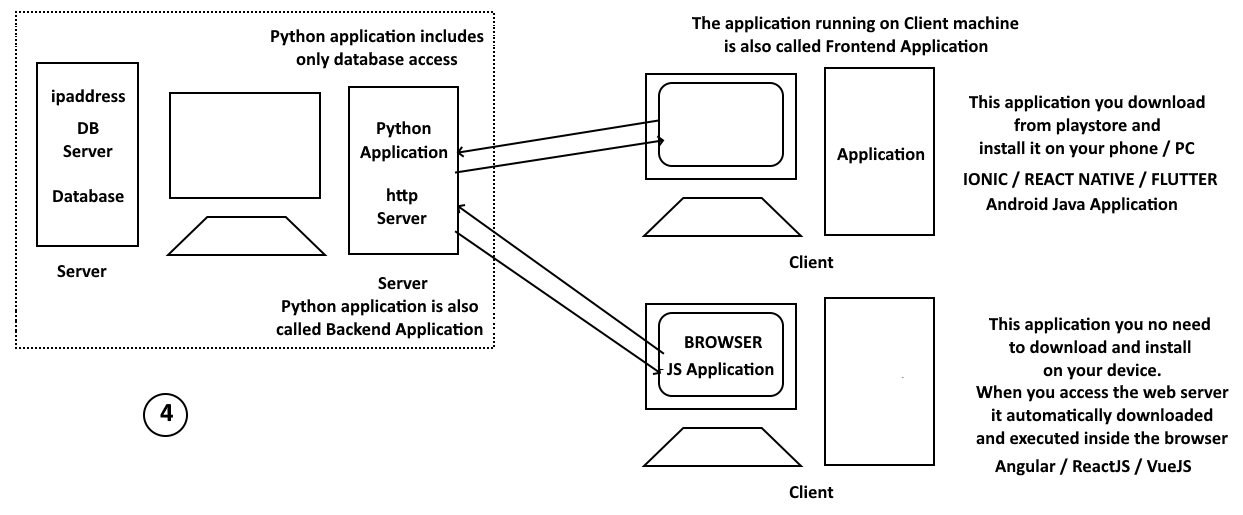 Python application includes
only database access
ipaddress
DB
Server
Database
Server
Python
Application
http
Server
Server
Python application is also
called Backend Application
4
The application running on Client machine
is also called Frontend Application
Application
Client
This application you download
from playstore and
install it on your phone / PC
IONIC / REACT NATIVE / FLUTTER
Android Java Application
BROWSER
JS Application
Client
This application you no need
to download and install
on your device.
When you access the web server
it automatically downloaded
and executed inside the browser
Angular / ReactJS / VueJS